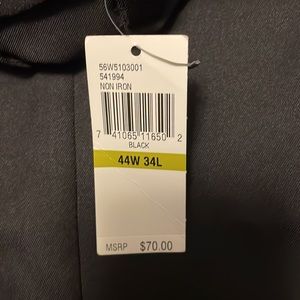 56W5103001
541994
NON IRON
7 41065 11650 2
BLACK
44W 34L
MSRP $70.00